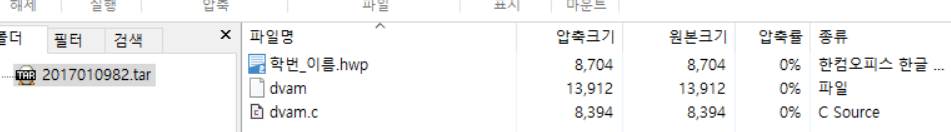 해제 실행 압축 파일 표시 마운트
폴더 필터 검색 × 파일명 압축크기 원본크기 압축률 종류
2017010982.tar 학번_이름.hwp 8,704 8,704 0% 한컴오피스 한글 ...
dvam 13,912 13,912 0% 파일
dvam.c 8,394 8,394 0% C Source